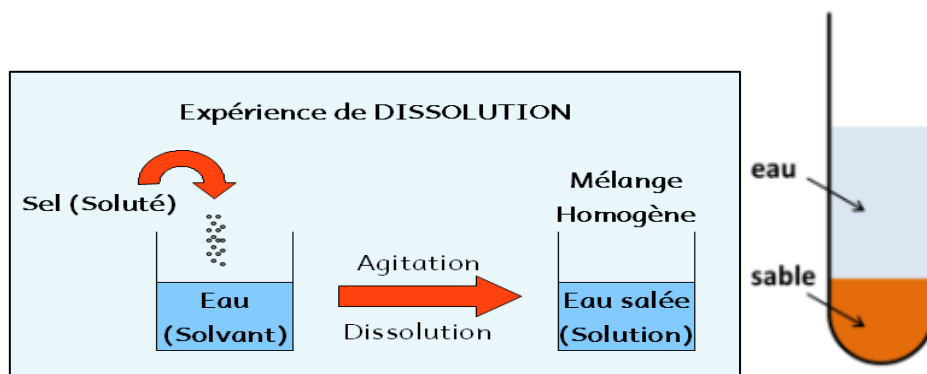 Expérience de DISSOLUTION
Sel (Soluté)
Mélange
Homogène
Agitation
Dissolution
Eau
(Solvant)
Eau salée
(Solution)
eau
sable